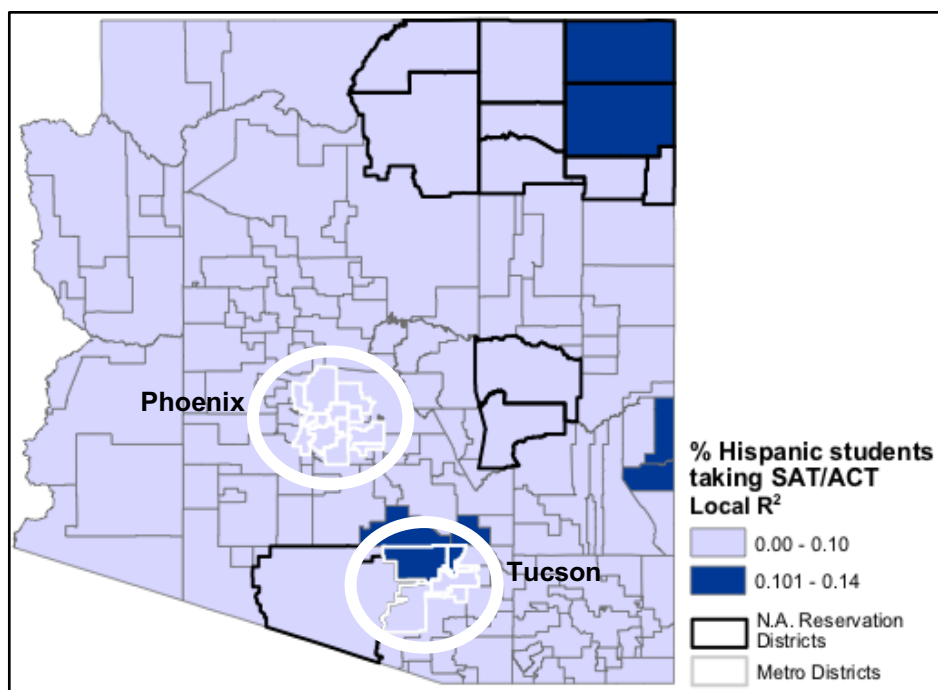 Phoenix
Tucson
% Hispanic students
taking SAT/ACT
Local R²
0.00 - 0.10
0.101 - 0.14
N.A. Reservation
Districts
Metro Districts